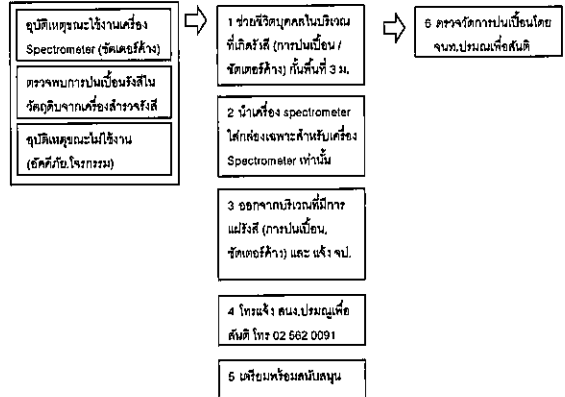 อุบัติเหตุขณะใช้งานเครื่อง
Spectrometer (ชัตเตอร์ค้าง)
ตรวจพบการปนเปื้อนรังสีใน
วัตถุดิบจากเครื่องสำรวจรังสี
อุบัติเหตุขณะไม่ใช้งาน
(อัคคีภัย,โจรกรรม)
1 ช่วยชีวิตบุคคลในบริเวณ
ที่เกิดรังสี (การปนเปื้อน /
ชัตเตอร์ค้าง) กั้นพื้นที่ 3 ม.
2 นำเครื่อง spectrometer
ใส่กล่องเฉพาะสำหรับเครื่อง
Spectrometer เท่านั้น
3 ออกจากบริเวณที่มีการ
แผ่รังสี (การปนเปื้อน,
ชัตเตอร์ค้าง) และ แจ้ง จป.
4 โทรแจ้ง สนง.ปรมณูเพื่อ
สันติ โทร 02 562 0091
5 เตรียมพร้อมสนับสนุน
6 ตรวจวัดการปนเปื้อนโดย
จนท.ปรมณเพื่อสันติ